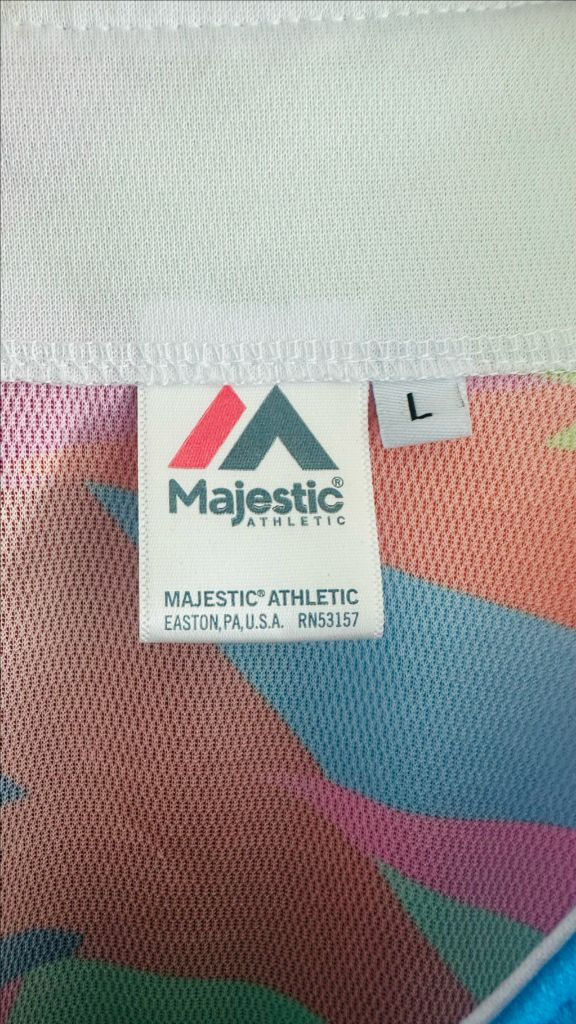 L
Majestic®
ATHLETIC
MAJESTIC® ATHLETIC
EASTON, PA, U.S.A. RN53157